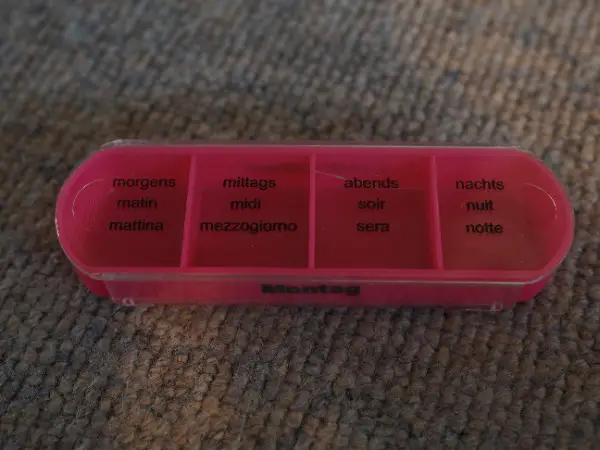 morgens mittags abends nachts
matin midi soir nuit
mattina mezzogiorno sera notte
Montag